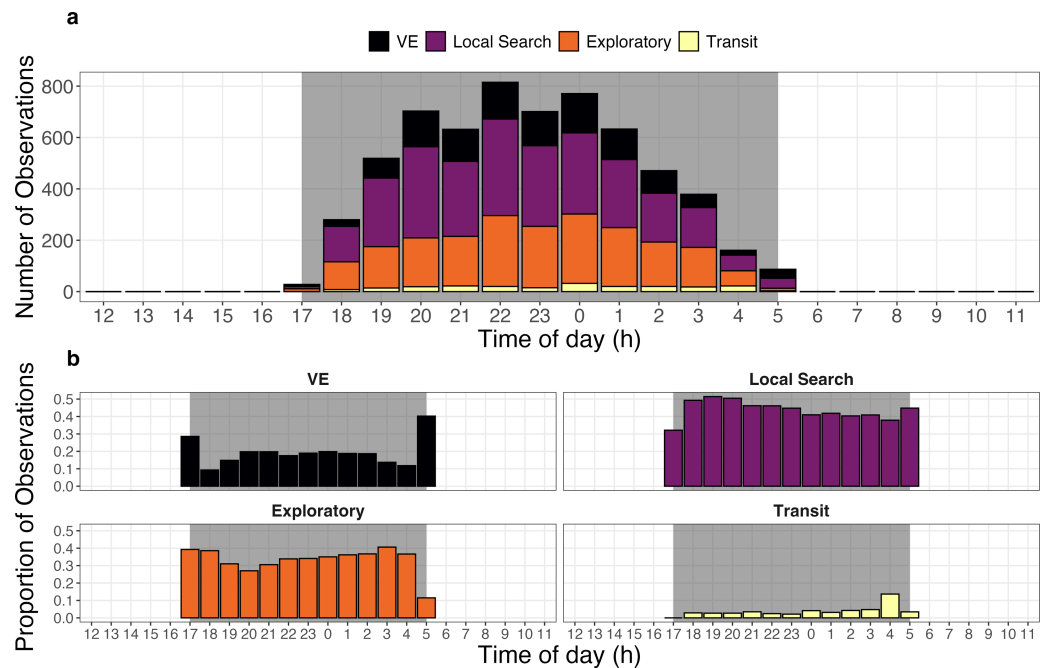 a
VE Local Search Exploratory Transit
Number of Observations
800
600
400
200
0
12 13 14 15 16 17 18 19 20 21 22 23 0 1 2 3 4 5 6 7 8 9 10 11
Time of day (h)
b
Proportion of Observations
VE Local Search
0.5
0.4
0.3
0.2
0.1
0.0
Exploratory Transit
0.5
0.4
0.3
0.2
0.1
0.0
12 13 14 15 16 17 18 19 20 21 22 23 0 1 2 3 4 5 6 7 8 9 10 11 12 13 14 15 16 17 18 19 20 21 22 23 0 1 2 3 4 5 6 7 8 9 10 11
Time of day (h)